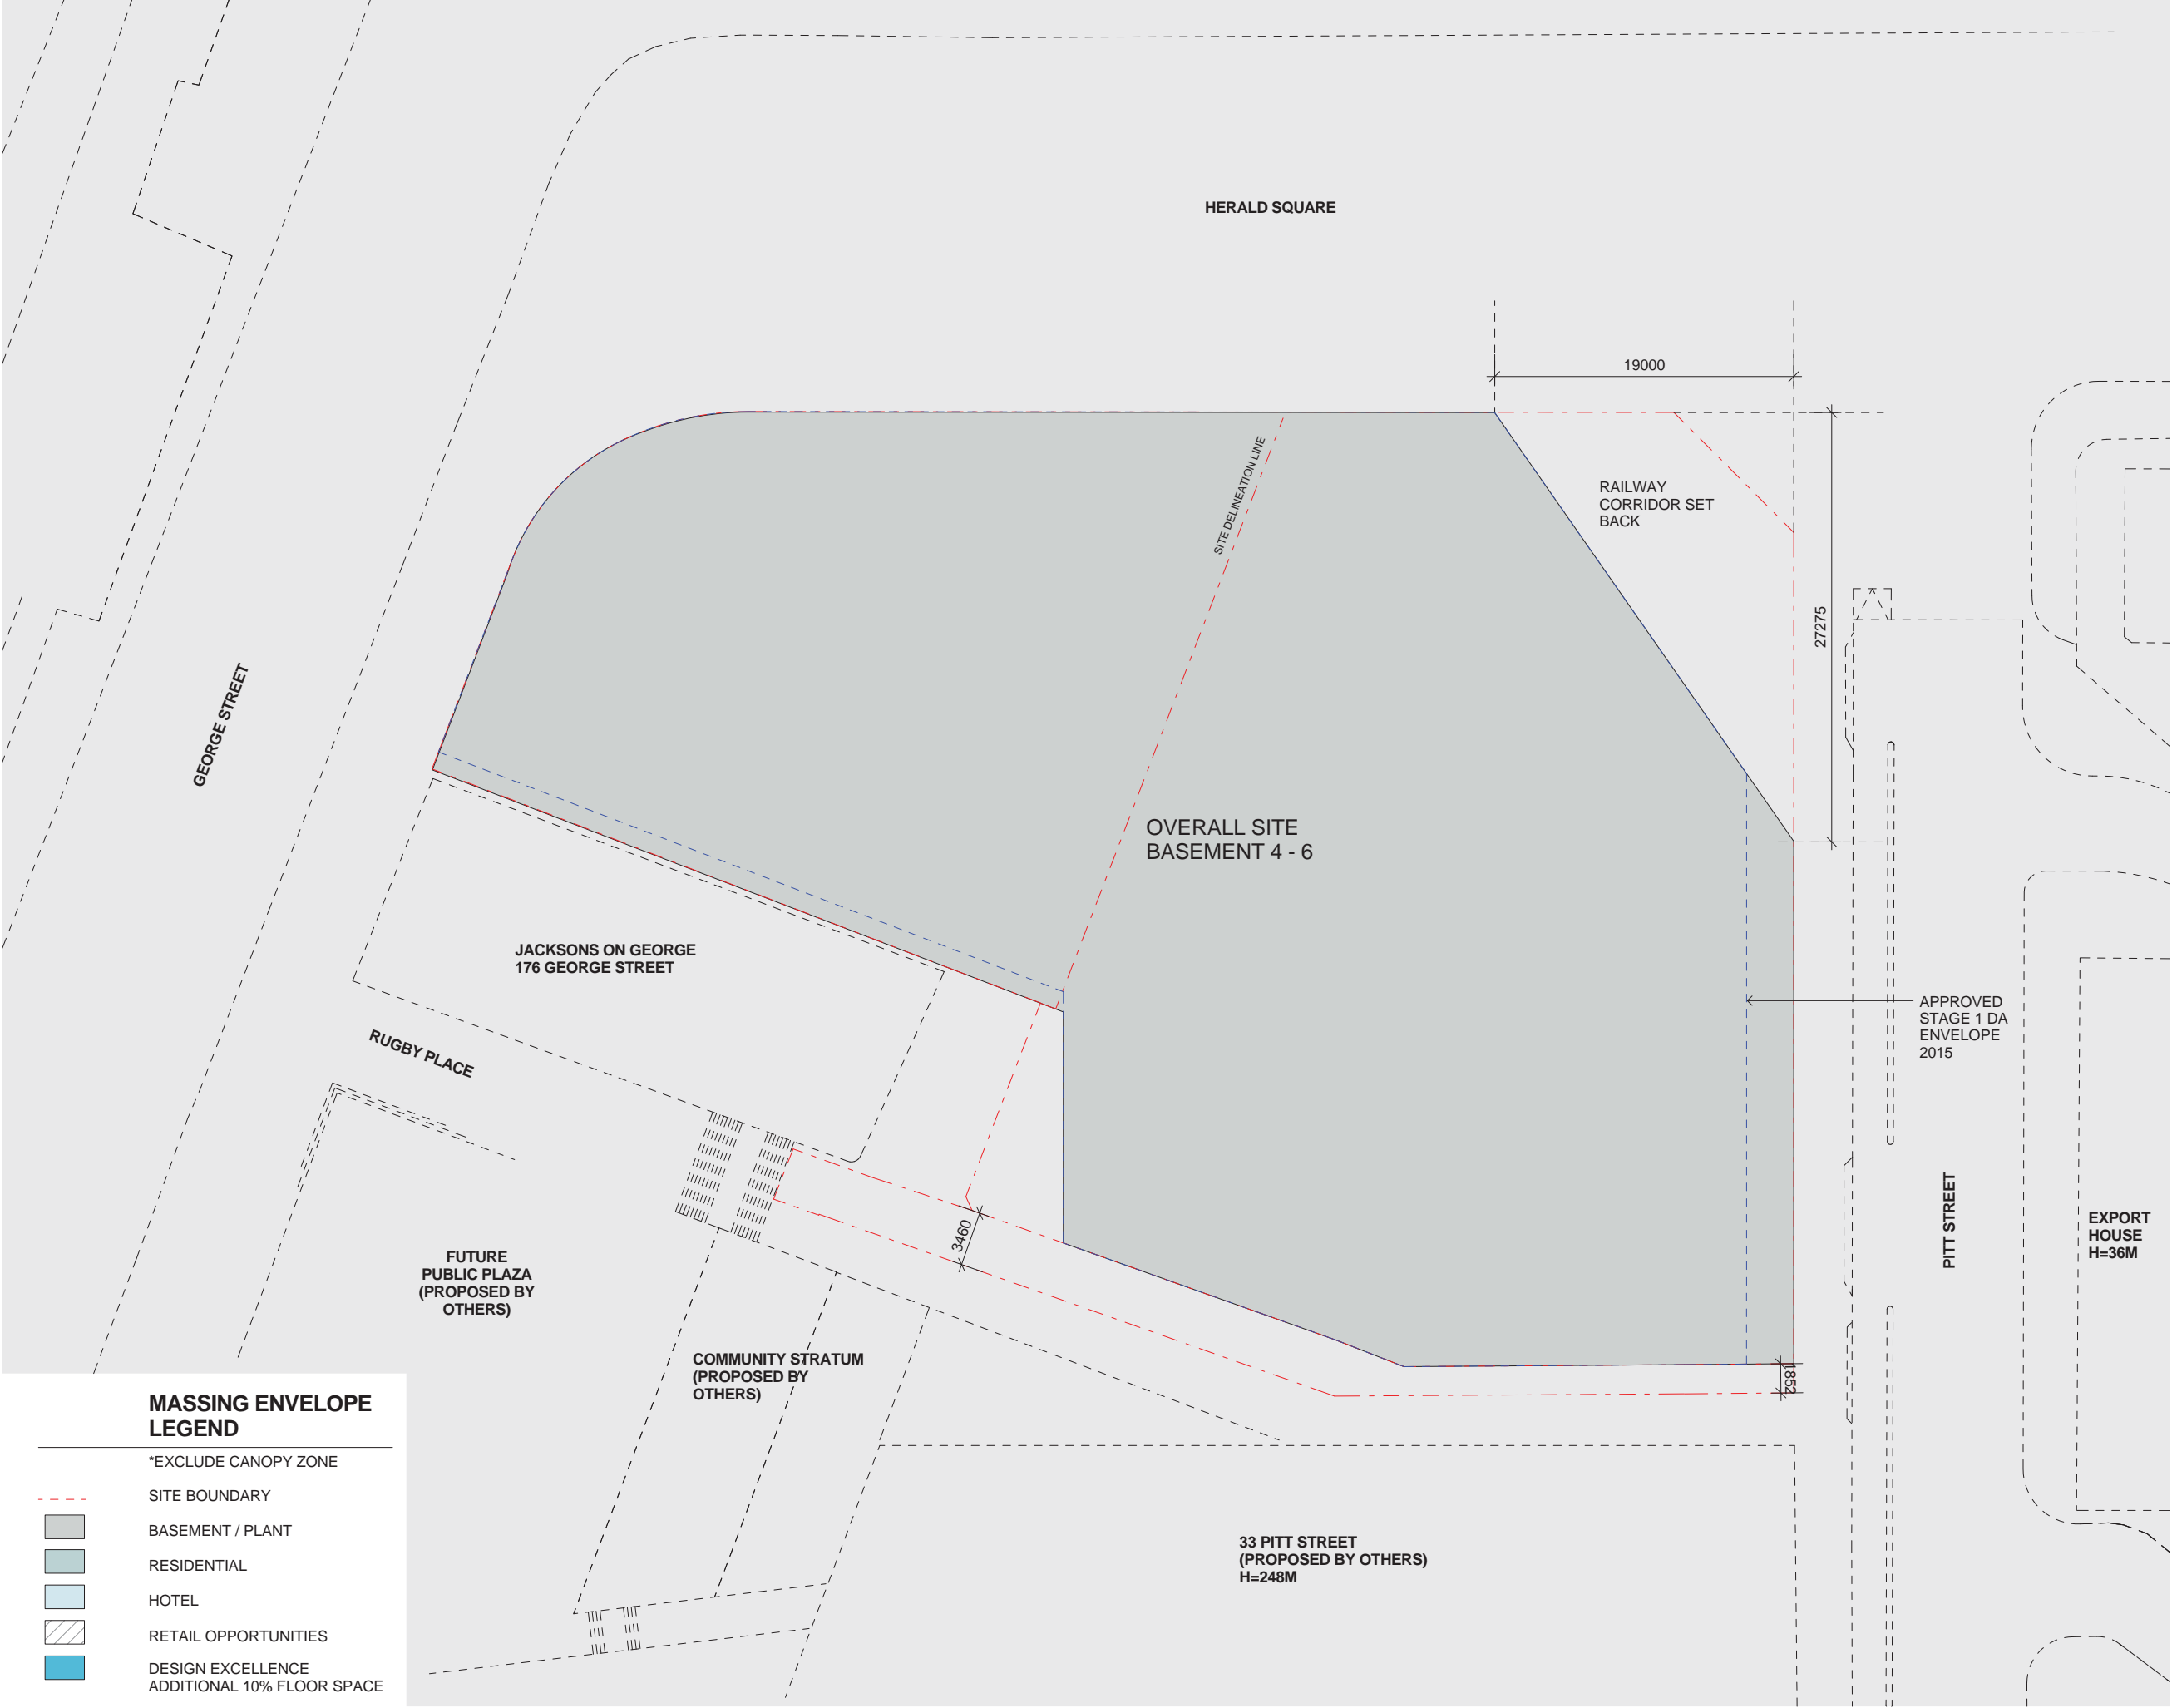 HERALD SQUARE
19000
SITE DELINEATION LINE
RAILWAY
CORRIDOR SET
BACK
27275
GEORGE STREET
OVERALL SITE
BASEMENT 4 - 6
JACKSONS ON GEORGE
176 GEORGE STREET
APPROVED
STAGE 1 DA
ENVELOPE
2015
RUGBY PLACE
PITT STREET
EXPORT
HOUSE
H=36M
3460
FUTURE
PUBLIC PLAZA
(PROPOSED BY
OTHERS)
COMMUNITY STRATUM
(PROPOSED BY
OTHERS)
1852
33 PITT STREET
(PROPOSED BY OTHERS)
H=248M
MASSING ENVELOPE
LEGEND
*EXCLUDE CANOPY ZONE
SITE BOUNDARY
BASEMENT / PLANT
RESIDENTIAL
HOTEL
RETAIL OPPORTUNITIES
DESIGN EXCELLENCE
ADDITIONAL 10% FLOOR SPACE